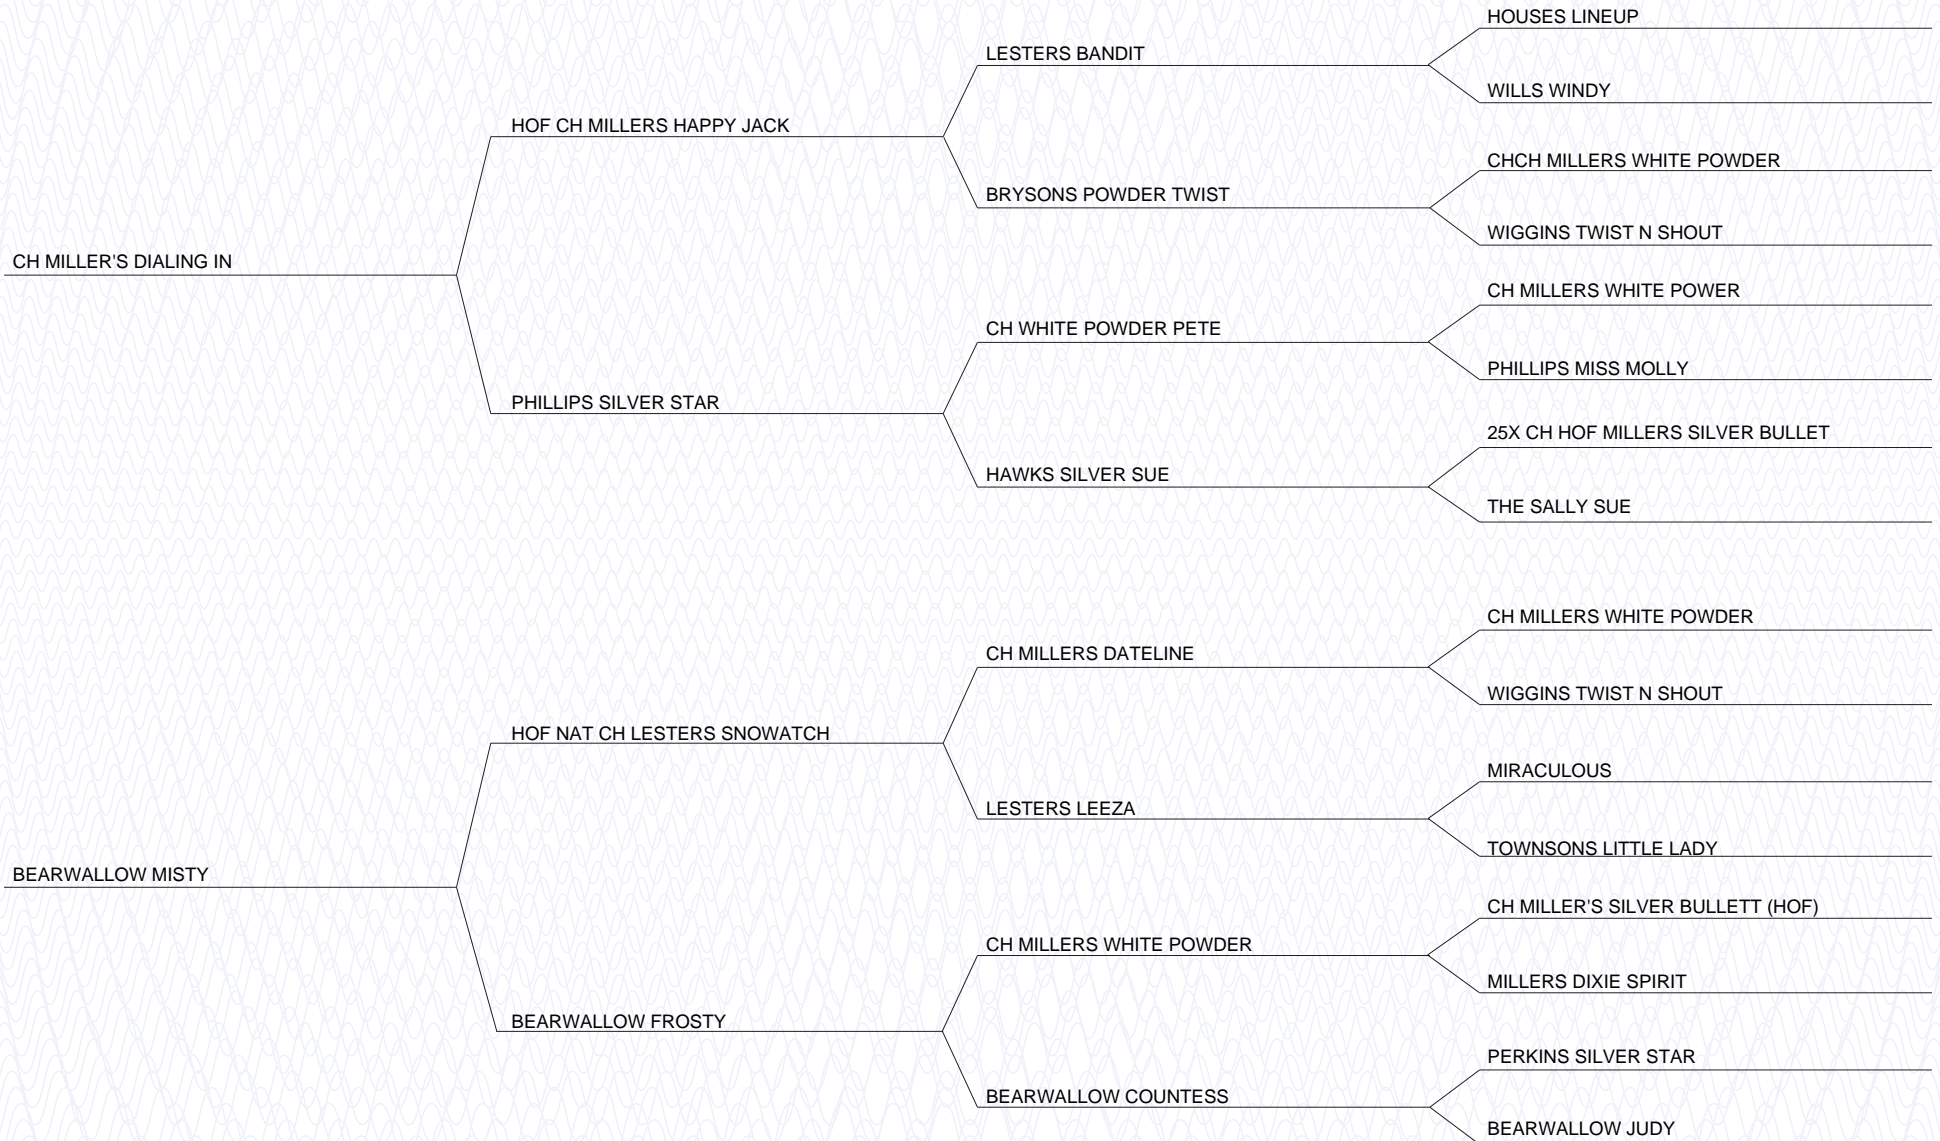 HOUSES LINEUP
LESTERS BANDIT
WILLS WINDY
HOF CH MILLERS HAPPY JACK
CHCH MILLERS WHITE POWDER
BRYSONS POWDER TWIST
WIGGINS TWIST N SHOUT
CH MILLER'S DIALING IN
CH MILLERS WHITE POWER
CH WHITE POWDER PETE
PHILLIPS MISS MOLLY
PHILLIPS SILVER STAR
25X CH HOF MILLERS SILVER BULLET
HAWKS SILVER SUE
THE SALLY SUE
CH MILLERS WHITE POWDER
CH MILLERS DATELINE
WIGGINS TWIST N SHOUT
HOF NAT CH LESTERS SNOWATCH
MIRACULOUS
LESTERS LEEZA
TOWNSONS LITTLE LADY
BEARWALLOW MISTY
CH MILLER'S SILVER BULLETT (HOF)
CH MILLERS WHITE POWDER
MILLERS DIXIE SPIRIT
BEARWALLOW FROSTY
PERKINS SILVER STAR
BEARWALLOW COUNTESS
BEARWALLOW JUDY